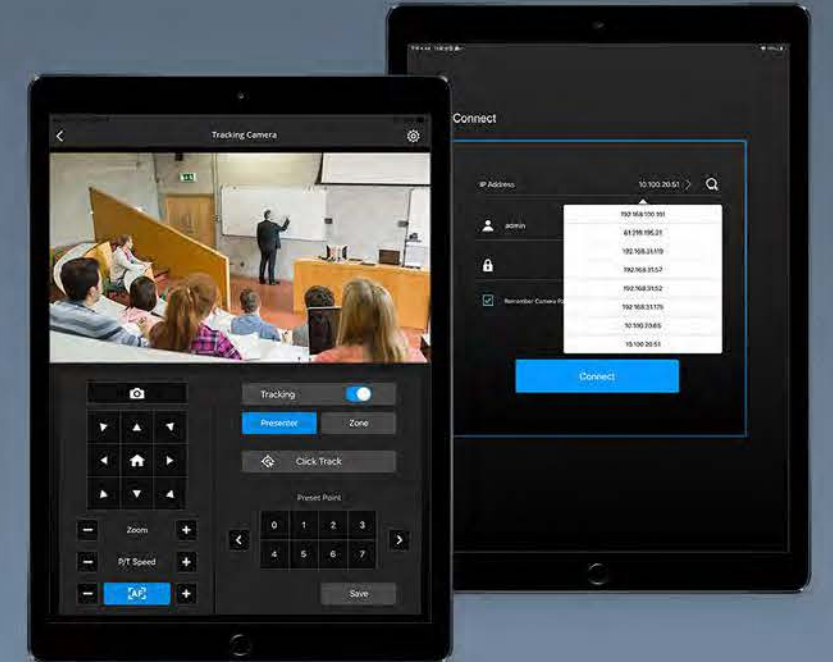 Tracking Camera
Tracking
Presenter
Zone
Click Track
Preset Point
0 1 2 3
4 5 6 7
Zoom
P/T Speed
AF
Save
Connect
IP Address
10.100.20.51
192.168.100.151
61.219.195.21
192.168.31.119
192.168.31.57
192.168.31.52
192.168.31.175
10.100.20.65
10.100.20.51
admin
Remember Camera
Connect